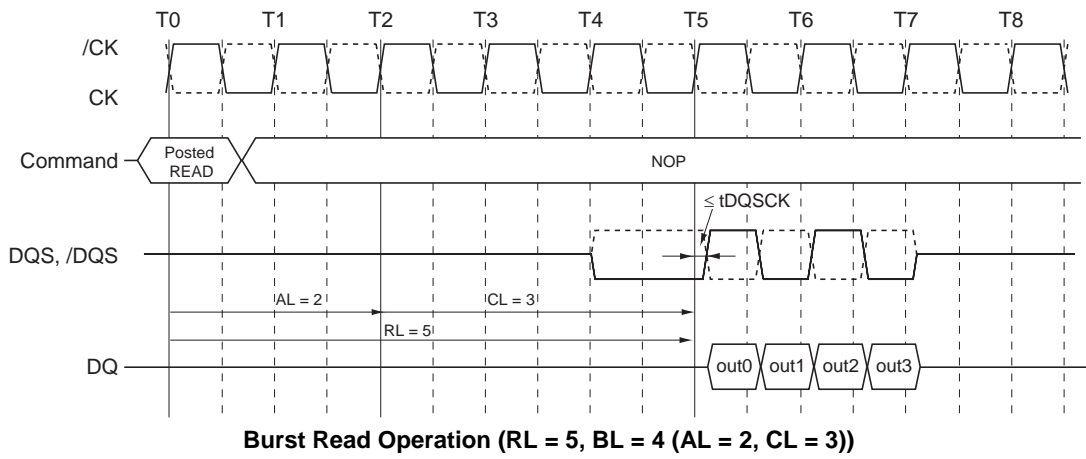 T0 T1 T2 T3 T4 T5 T6 T7 T8
/CK
CK
Command
Posted
READ
NOP
≤ tDQSCK
DQS, /DQS
AL = 2
CL = 3
RL = 5
DQ
out0 out1 out2 out3
Burst Read Operation (RL = 5, BL = 4 (AL = 2, CL = 3))